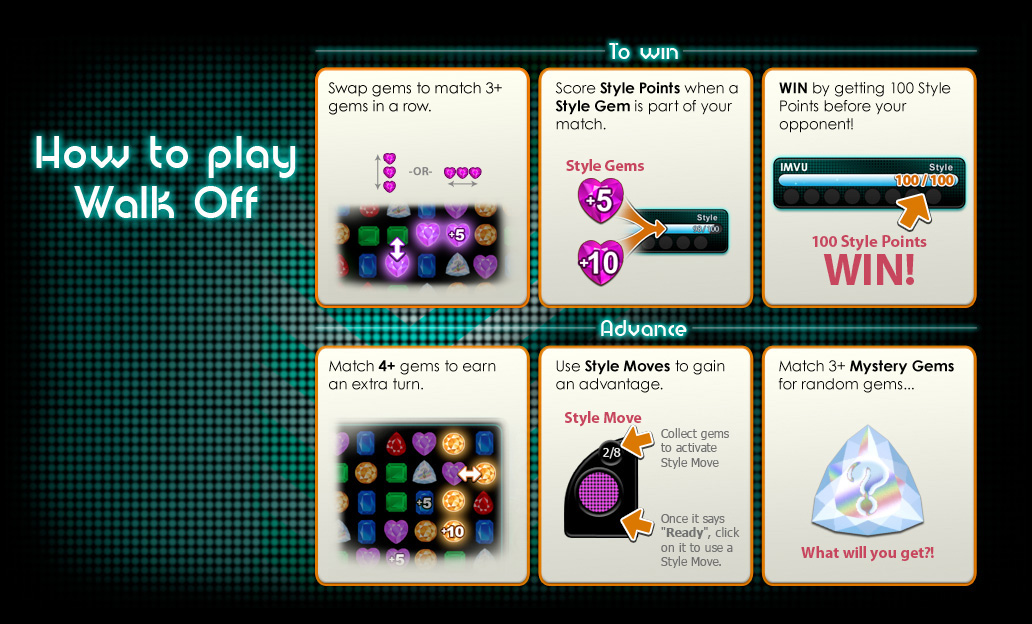 How to play
Walk Off
To win
Swap gems to match 3+
gems in a row.
-OR-
+5
Score Style Points when a
Style Gem is part of your
match.
Style Gems
+5
+10
Style
WIN by getting 100 Style
Points before your
opponent!
IMVU Style
100/100
100 Style Points
WIN!
Advance
Match 4+ gems to earn
an extra turn.
+5
+10
+5
Use Style Moves to gain
an advantage.
Style Move
2/8
Collect gems
to activate
Style Move
Once it says
"Ready", click
on it to use a
Style Move.
Match 3+ Mystery Gems
for random gems...
?
What will you get?!